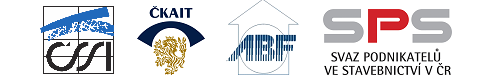 ČSSI
ČKAIT
ABF
SPS
SVAZ PODNIKATELŮ
VE STAVEBNICTVÍ V ČR